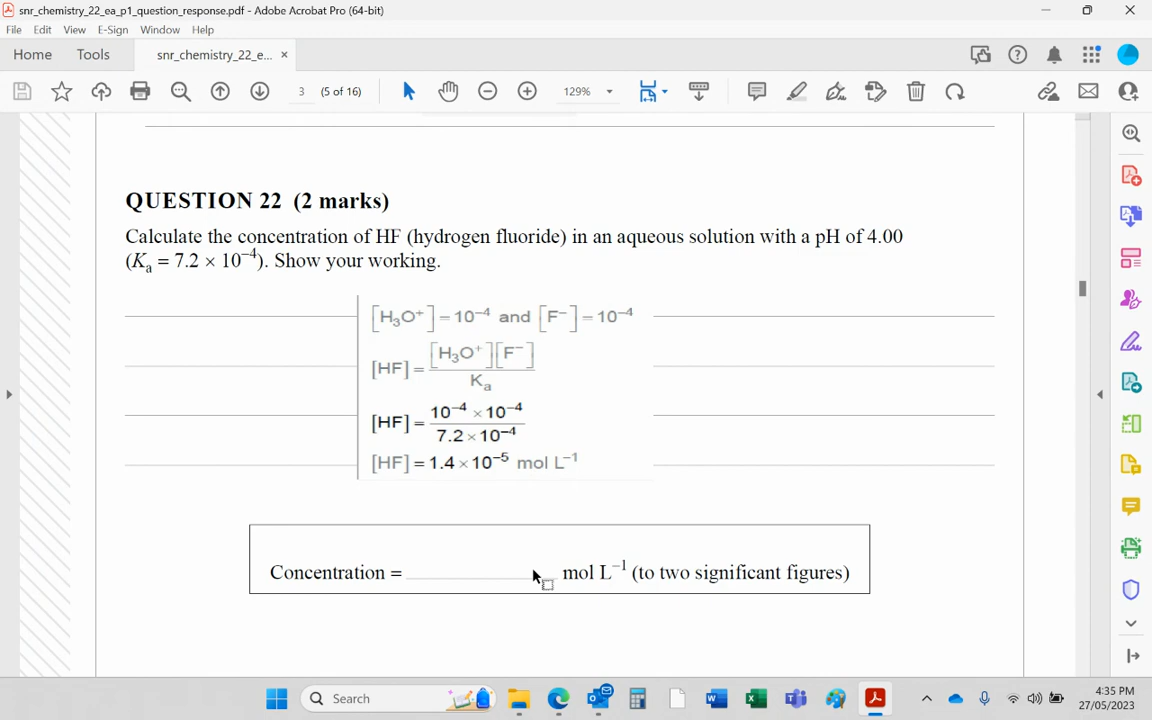 snr_chemistry_22_ea_p1_question_response.pdf - Adobe Acrobat Pro (64-bit)
File Edit View E-Sign Window Help
Home Tools snr_chemistry_22_e... ×
3 (5 of 16) 129%
QUESTION 22 (2 marks)
Calculate the concentration of HF (hydrogen fluoride) in an aqueous solution with a pH of 4.00
(Kₐ = 7.2 × 10⁻⁴). Show your working.
[H₃O⁺] = 10⁻⁴ and [F⁻] = 10⁻⁴
[HF] = [H₃O⁺][F⁻] / Kₐ
[HF] = 10⁻⁴ × 10⁻⁴ / 7.2 × 10⁻⁴
[HF] = 1.4 × 10⁻⁵ mol L⁻¹
Concentration = mol L⁻¹ (to two significant figures)
Search
4:35 PM
27/05/2023